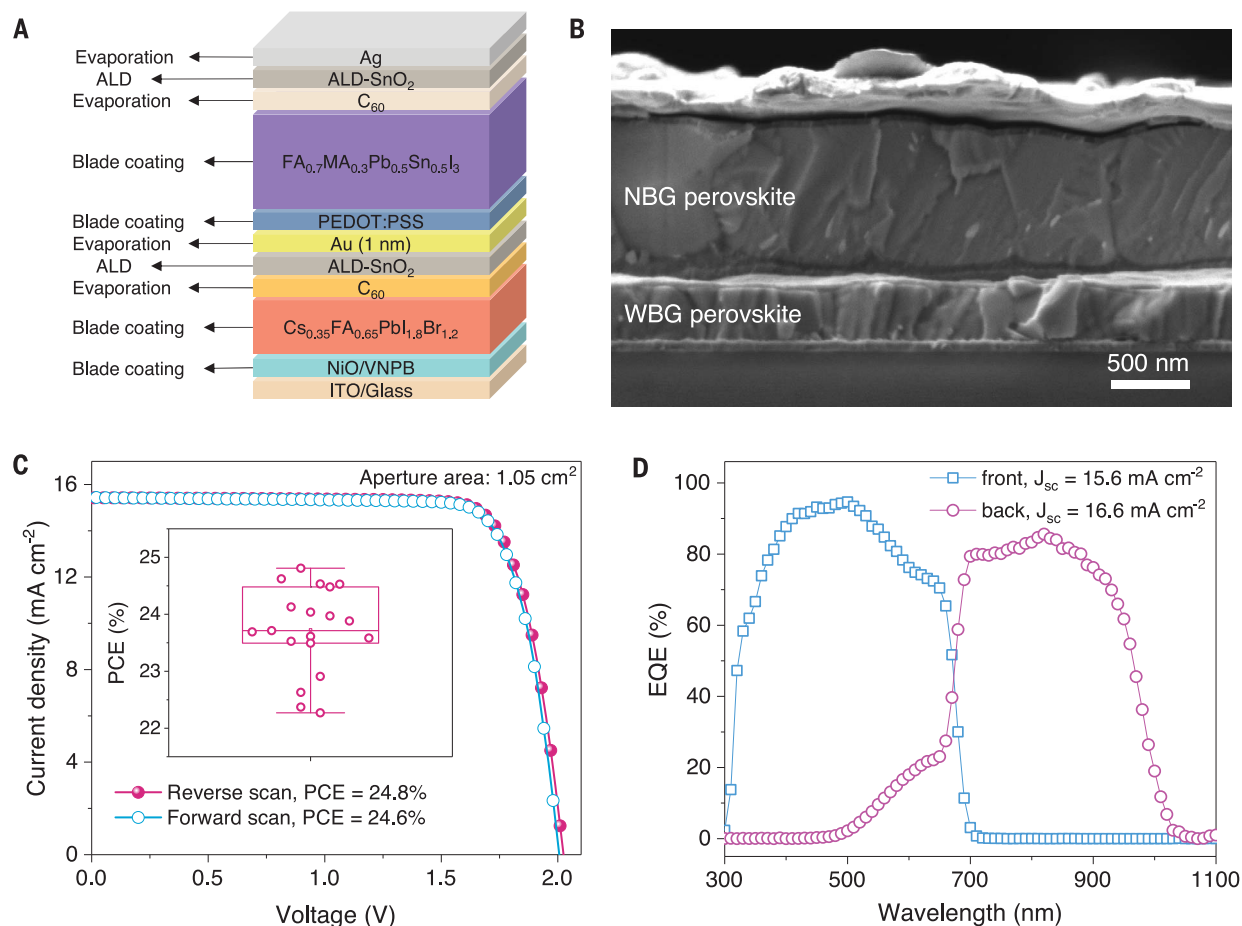 A
Evaporation
Ag
ALD
ALD-SnO₂
Evaporation
C₆₀
Blade coating
FA₀.₇MA₀.₃Pb₀.₅Sn₀.₅I₃
Blade coating
PEDOT:PSS
Evaporation
Au (1 nm)
ALD
ALD-SnO₂
Evaporation
C₆₀
Blade coating
Cs₀.₃₅FA₀.₆₅PbI₁.₈Br₁.₂
Blade coating
NiO/VNPB
ITO/Glass
B
NBG perovskite
WBG perovskite
500 nm
C
Aperture area: 1.05 cm²
Current density (mA cm⁻²)
16
12
8
4
0
PCE (%)
25
24
23
22
Reverse scan, PCE = 24.8%
Forward scan, PCE = 24.6%
0.0 0.5 1.0 1.5 2.0
Voltage (V)
D
front, Jsc = 15.6 mA cm⁻²
back, Jsc = 16.6 mA cm⁻²
EQE (%)
100
80
60
40
20
0
300 500 700 900 1100
Wavelength (nm)